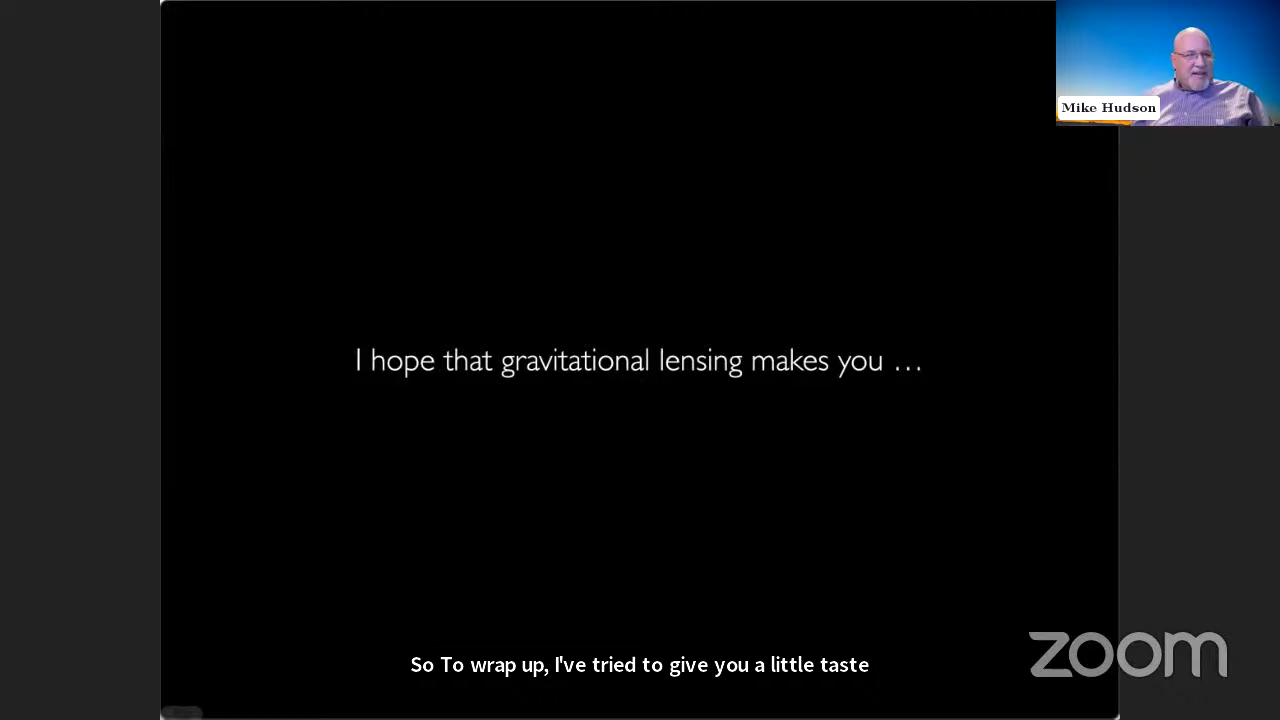 Mike Hudson
I hope that gravitational lensing makes you …
So To wrap up, I've tried to give you a little taste
zoom